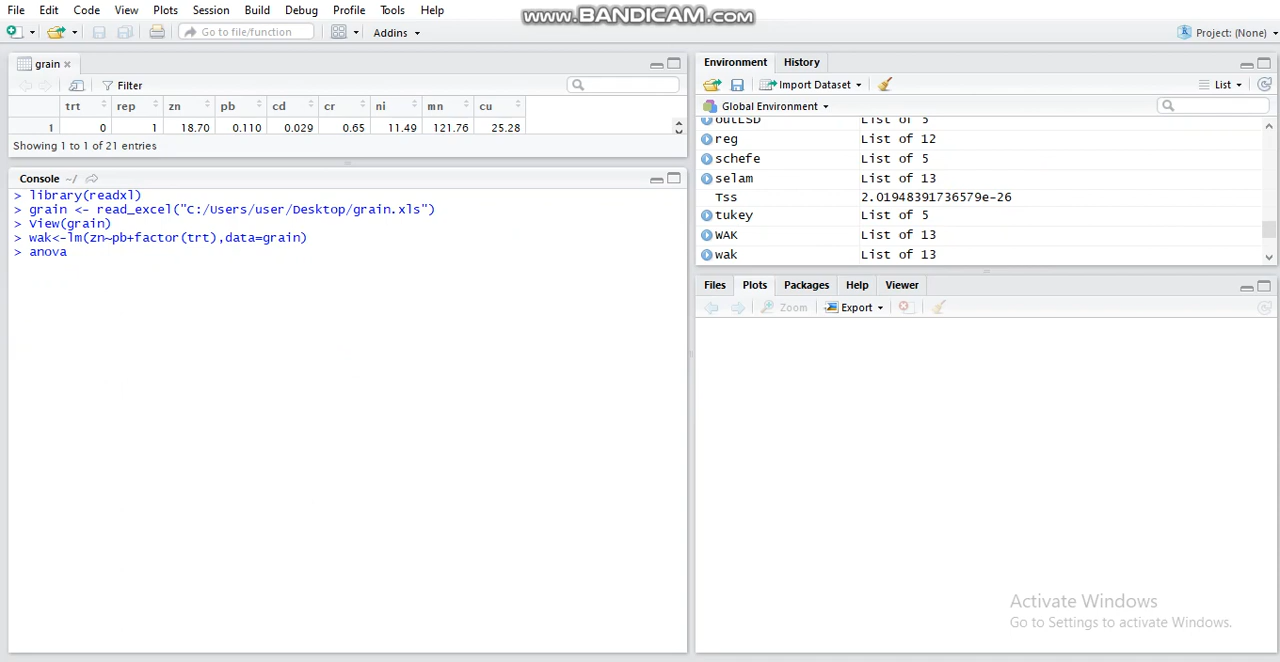 File Edit Code View Plots Session Build Debug Profile Tools Help
www.BANDICAM.com
Go to file/function Addins Project: (None)
grain
Filter
trt rep zn pb cd cr ni mn cu
1 0 1 18.70 0.110 0.029 0.65 11.49 121.76 25.28
Showing 1 to 1 of 21 entries
Console ~/
> library(readxl)
> grain <- read_excel("C:/Users/user/Desktop/grain.xls")
> View(grain)
> wak<-lm(zn~pb+factor(trt),data=grain)
> anova
Environment History
Import Dataset List
Global Environment
outLSD List of 5
reg List of 12
schefe List of 5
selam List of 13
Tss 2.01948391736579e-26
tukey List of 5
WAK List of 13
wak List of 13
Files Plots Packages Help Viewer
Zoom Export
Activate Windows
Go to Settings to activate Windows.